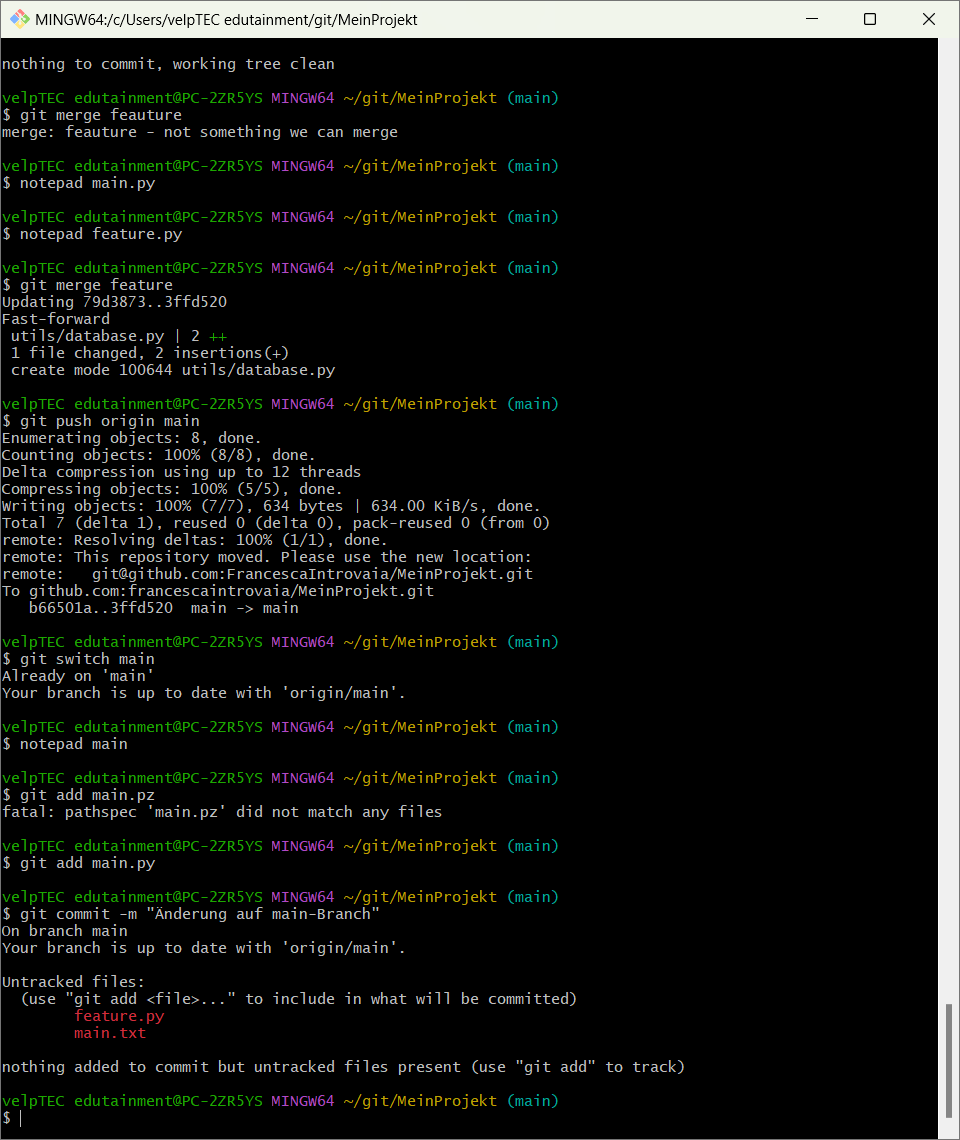 MINGW64:/c/Users/velpTEC edutainment/git/MeinProjekt
nothing to commit, working tree clean
velpTEC edutainment@PC-2ZR5YS MINGW64 ~/git/MeinProjekt (main)
$ git merge feauture
merge: feauture - not something we can merge
velpTEC edutainment@PC-2ZR5YS MINGW64 ~/git/MeinProjekt (main)
$ notepad main.py
velpTEC edutainment@PC-2ZR5YS MINGW64 ~/git/MeinProjekt (main)
$ notepad feature.py
velpTEC edutainment@PC-2ZR5YS MINGW64 ~/git/MeinProjekt (main)
$ git merge feature
Updating 79d3873..3ffd520
Fast-forward
 utils/database.py | 2 ++
 1 file changed, 2 insertions(+)
 create mode 100644 utils/database.py
velpTEC edutainment@PC-2ZR5YS MINGW64 ~/git/MeinProjekt (main)
$ git push origin main
Enumerating objects: 8, done.
Counting objects: 100% (8/8), done.
Delta compression using up to 12 threads
Compressing objects: 100% (5/5), done.
Writing objects: 100% (7/7), 634 bytes | 634.00 KiB/s, done.
Total 7 (delta 1), reused 0 (delta 0), pack-reused 0 (from 0)
remote: Resolving deltas: 100% (1/1), done.
remote: This repository moved. Please use the new location:
remote:   git@github.com:FrancescaIntrovaia/MeinProjekt.git
To github.com:francescaintrovaia/MeinProjekt.git
   b66501a..3ffd520  main -> main
velpTEC edutainment@PC-2ZR5YS MINGW64 ~/git/MeinProjekt (main)
$ git switch main
Already on 'main'
Your branch is up to date with 'origin/main'.
velpTEC edutainment@PC-2ZR5YS MINGW64 ~/git/MeinProjekt (main)
$ notepad main
velpTEC edutainment@PC-2ZR5YS MINGW64 ~/git/MeinProjekt (main)
$ git add main.pz
fatal: pathspec 'main.pz' did not match any files
velpTEC edutainment@PC-2ZR5YS MINGW64 ~/git/MeinProjekt (main)
$ git add main.py
velpTEC edutainment@PC-2ZR5YS MINGW64 ~/git/MeinProjekt (main)
$ git commit -m "Änderung auf main-Branch"
On branch main
Your branch is up to date with 'origin/main'.
Untracked files:
  (use "git add <file>..." to include in what will be committed)
        feature.py
        main.txt
nothing added to commit but untracked files present (use "git add" to track)
velpTEC edutainment@PC-2ZR5YS MINGW64 ~/git/MeinProjekt (main)
$